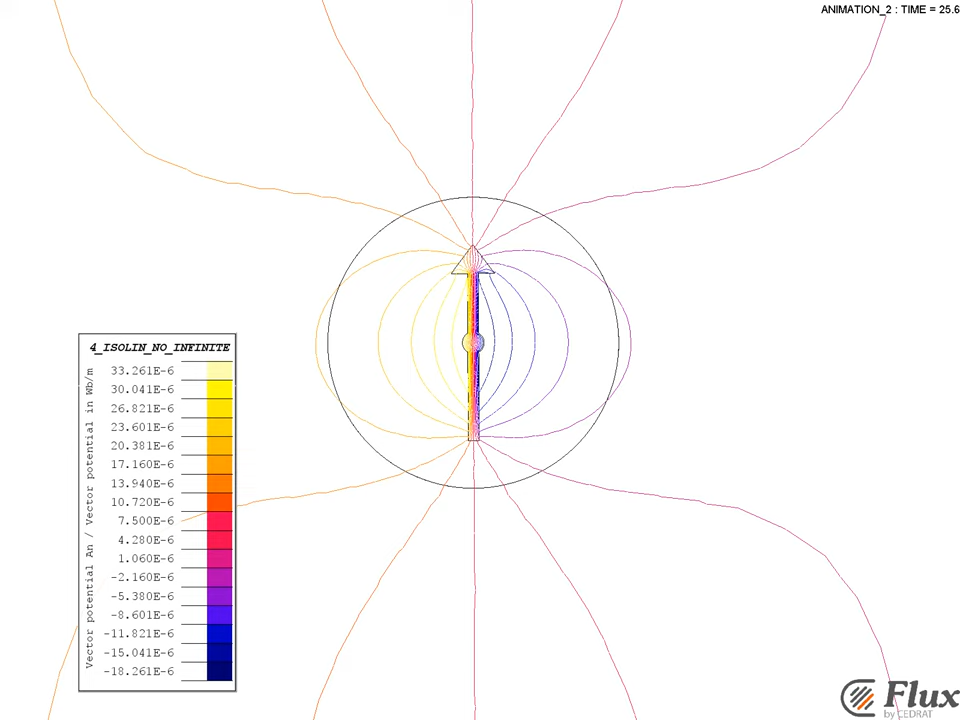 ANIMATION_2 : TIME = 25.6
4_ISOLIN_NO_INFINITE
Vector potential An / Vector potential in Wb/m
33.261E-6
30.041E-6
26.821E-6
23.601E-6
20.381E-6
17.160E-6
13.940E-6
10.720E-6
7.500E-6
4.280E-6
1.060E-6
-2.160E-6
-5.380E-6
-8.601E-6
-11.821E-6
-15.041E-6
-18.261E-6
Flux
by CEDRAT